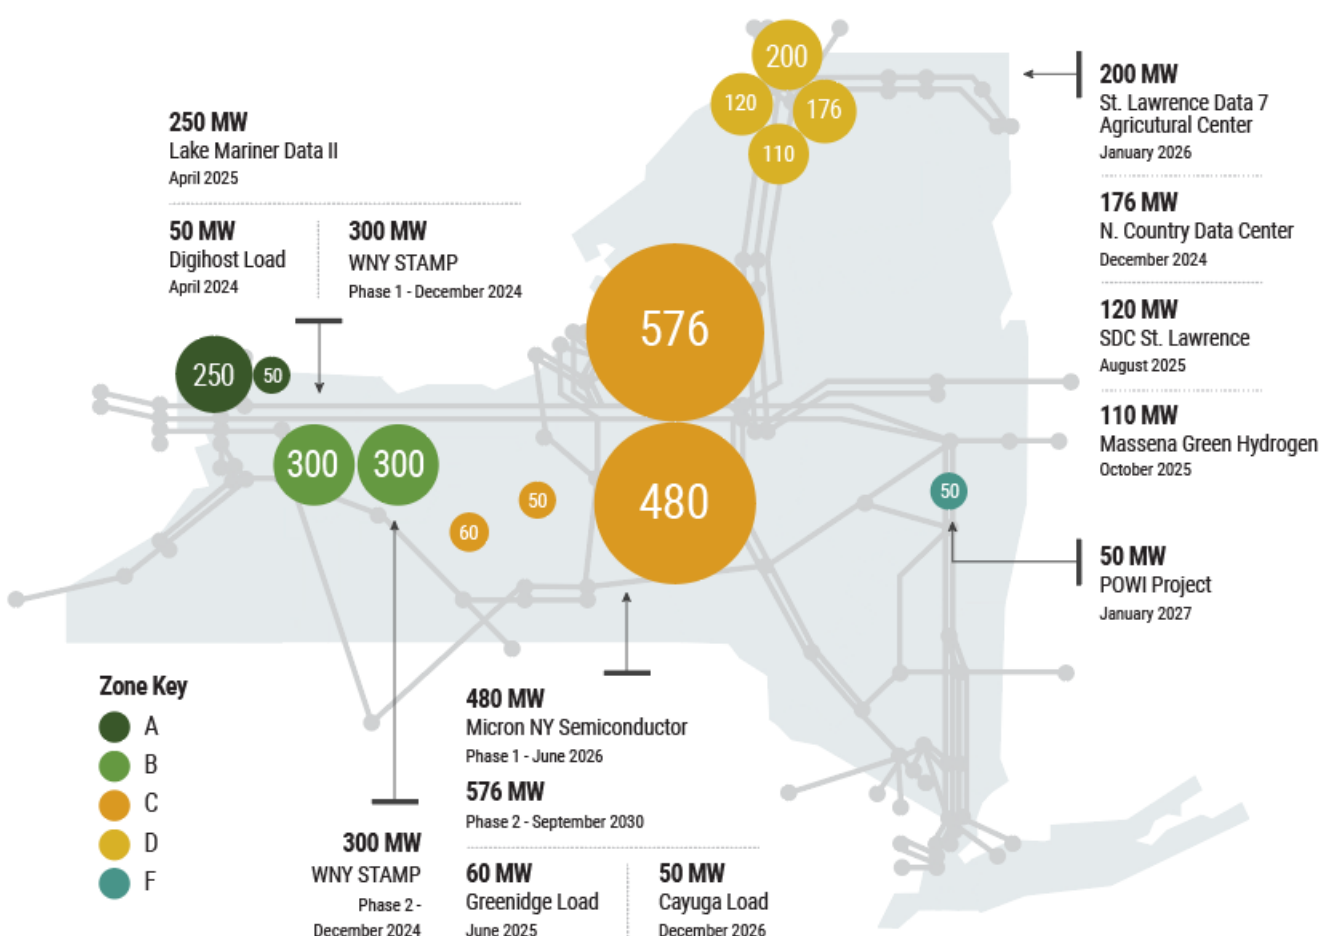 250 MW
Lake Mariner Data II
April 2025
50 MW
Digihost Load
April 2024
300 MW
WNY STAMP
Phase 1 - December 2024
200
120
176
110
200 MW
St. Lawrence Data 7
Agricutural Center
January 2026
176 MW
N. Country Data Center
December 2024
120 MW
SDC St. Lawrence
August 2025
110 MW
Massena Green Hydrogen
October 2025
576
250
50
300
300
480
50
60
50
50 MW
POWI Project
January 2027
Zone Key
A
B
C
D
F
480 MW
Micron NY Semiconductor
Phase 1 - June 2026
576 MW
Phase 2 - September 2030
300 MW
WNY STAMP
Phase 2 -
December 2024
60 MW
Greenidge Load
June 2025
50 MW
Cayuga Load
December 2026